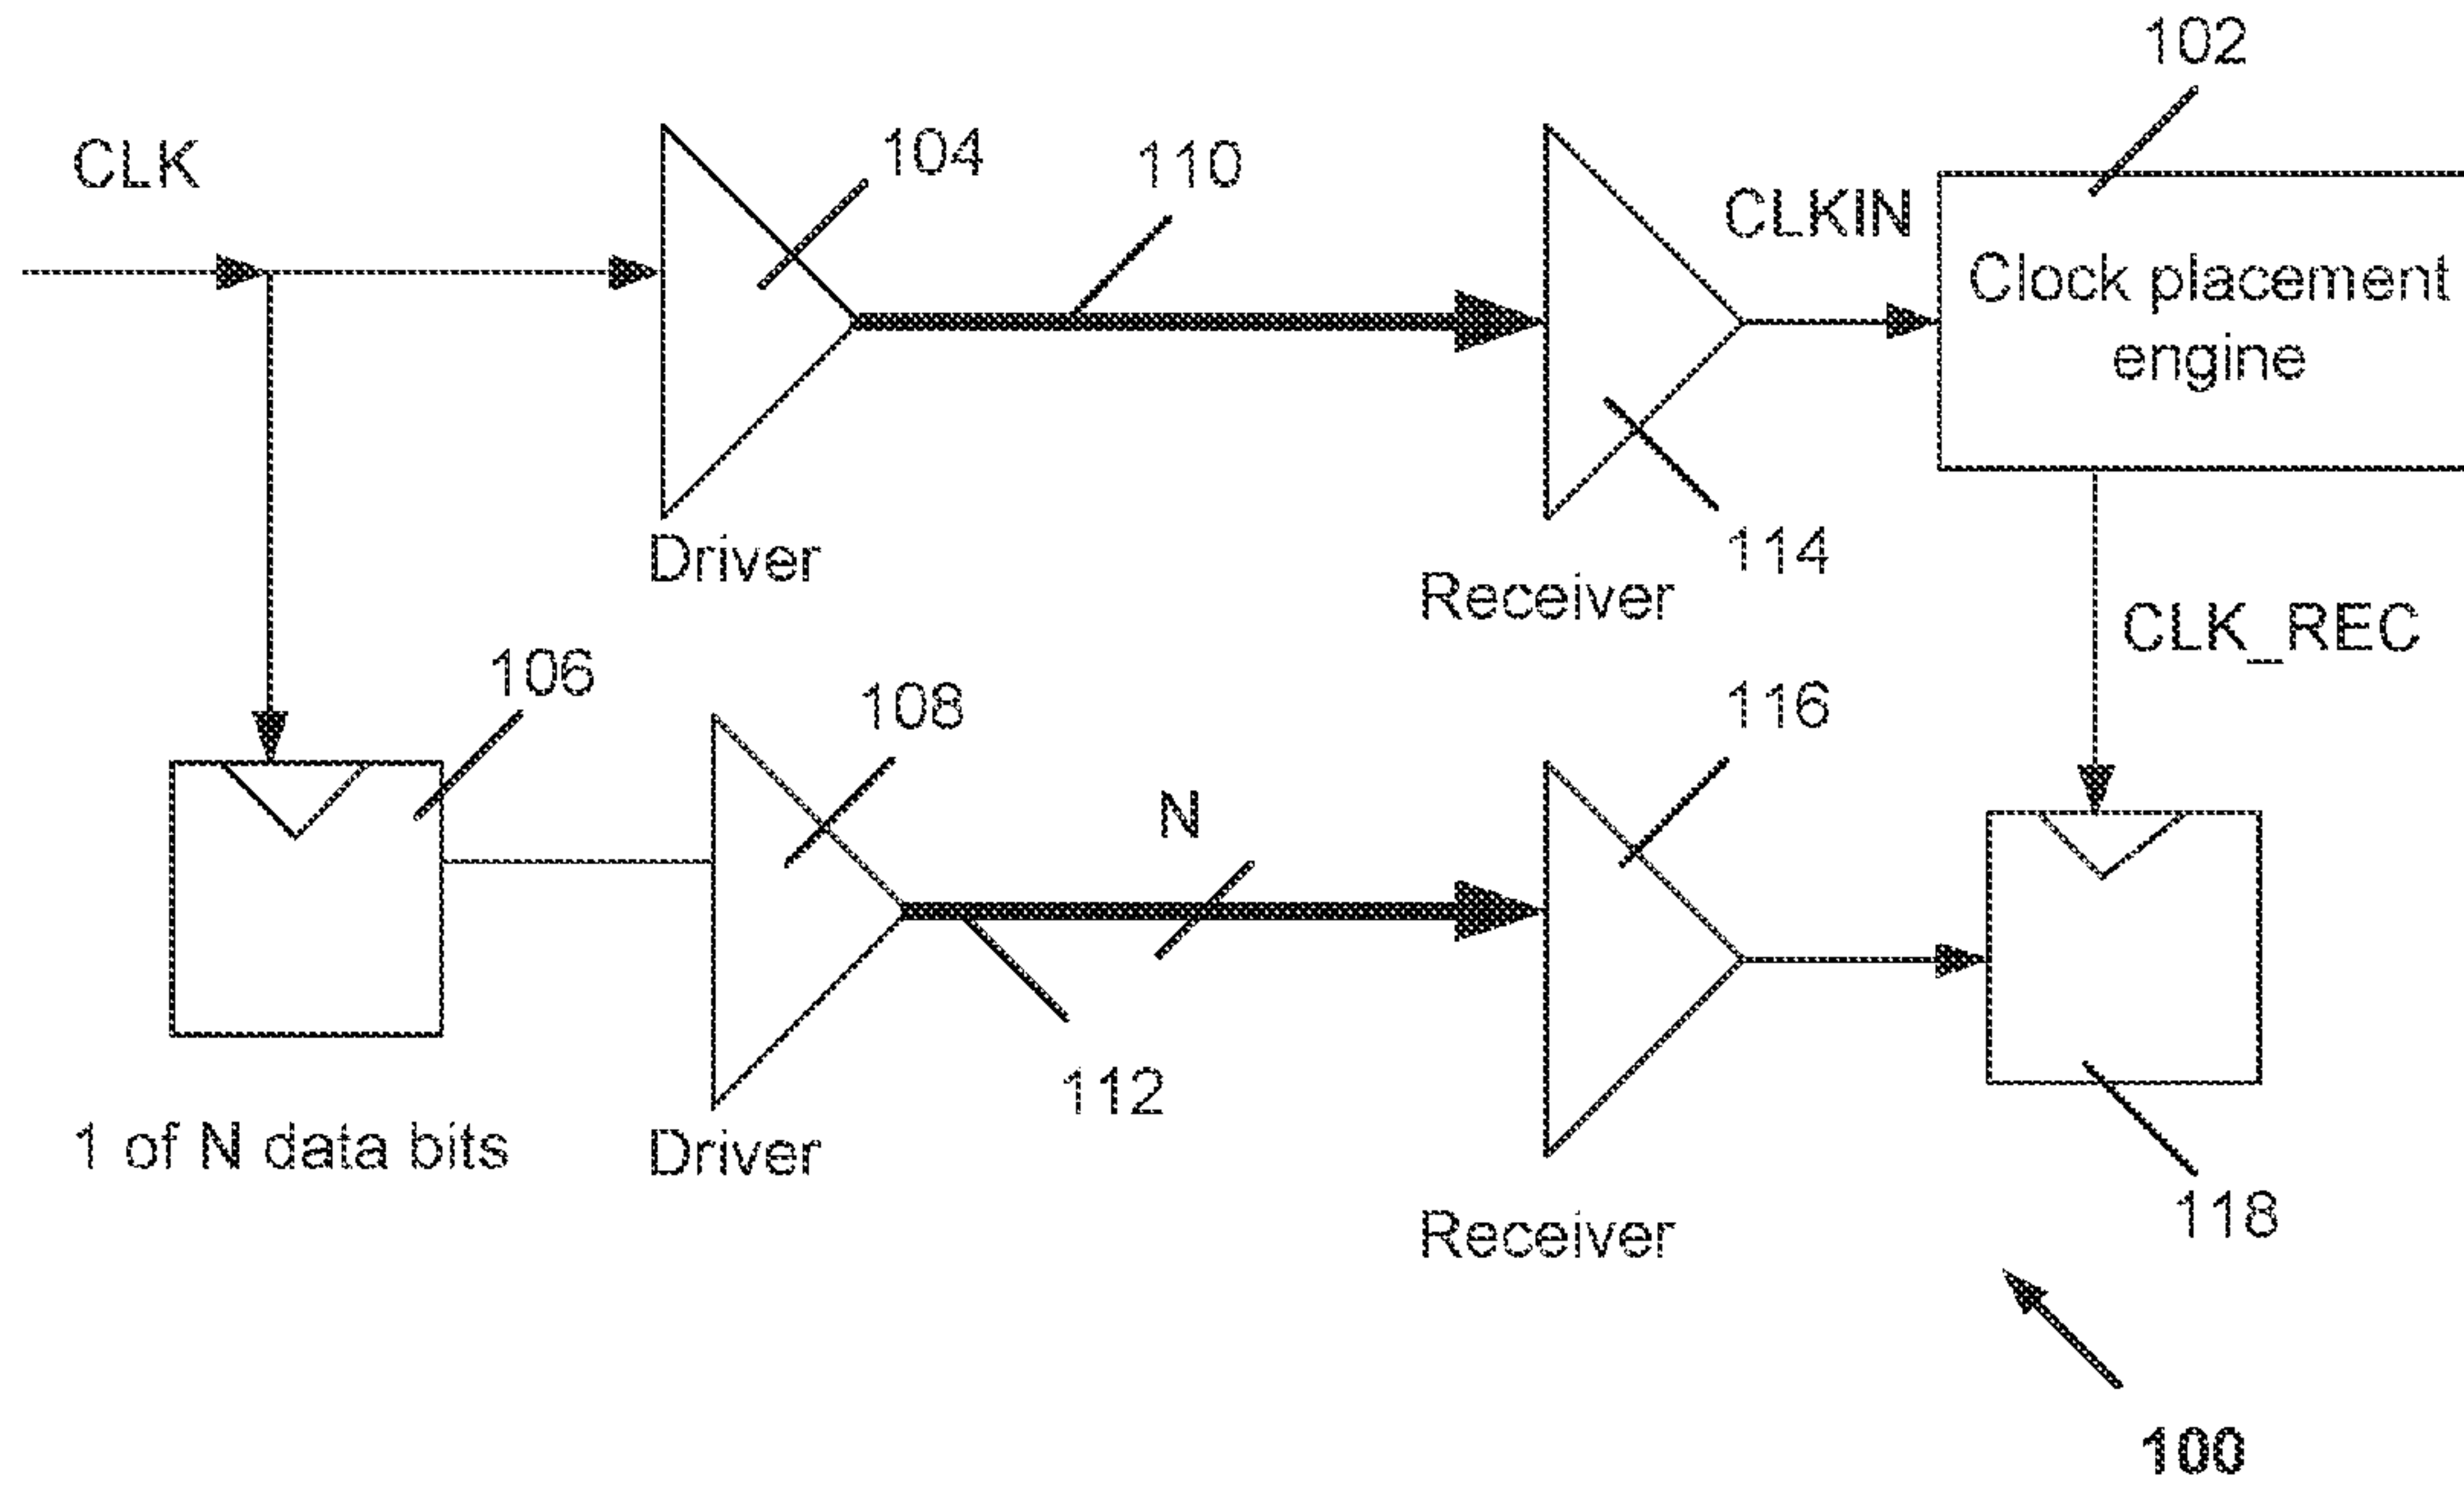 102
CLK
104
110
CLKIN
Clock placement
engine
Driver
114
Receiver
CLK_REC
106
108
N
116
1 of N data bits
Driver
112
Receiver
118
100